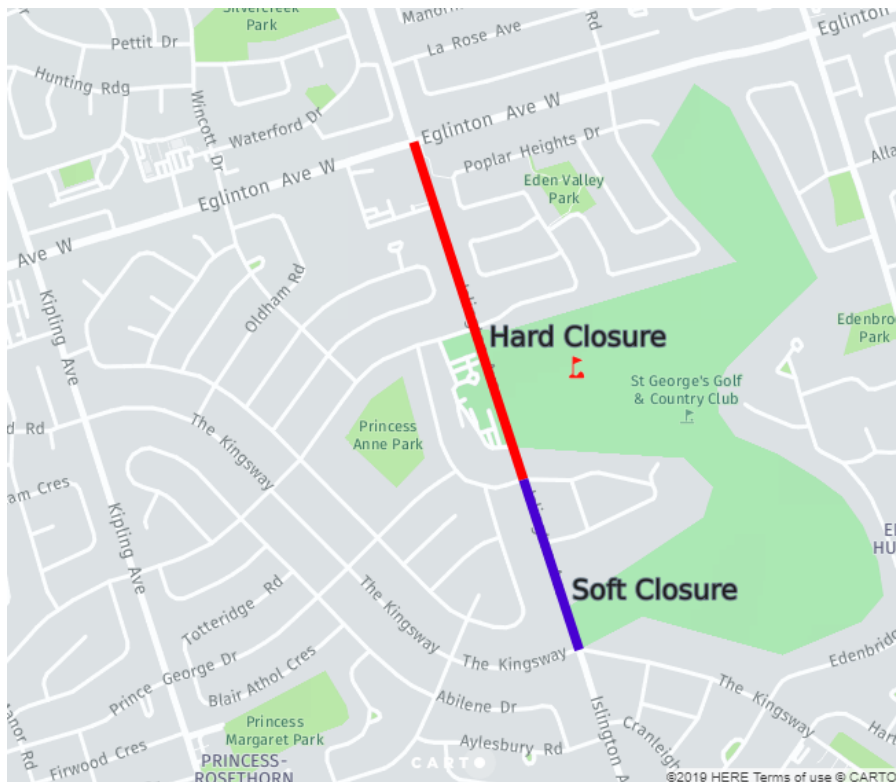 Silvercreek
Park
Pettit Dr
Hunting Rdg
Wincott Dr
Waterford Dr
La Rose Ave
Rd
Eglinton
Eglinton Ave W
Eglinton Ave W
Ave W
Poplar Heights Dr
Eden Valley
Park
Oldham Rd
Kipling Ave
Hard Closure
St George's Golf
& Country Club
Park
Princess
Anne Park
The Kingsway
d Rd
am Cres
Kipling Ave
Soft Closure
Totteridge Rd
The Kingsway
The Kingsway
The Kingsway
Prince George Dr
Blair Athol Cres
Abilene Dr
Aylesbury Rd
Princess
Margaret Park
Firwood Cres
PRINCESS-
ROSETHORN
Islington A
CARTO
©2019 HERE Terms of use © CARTO